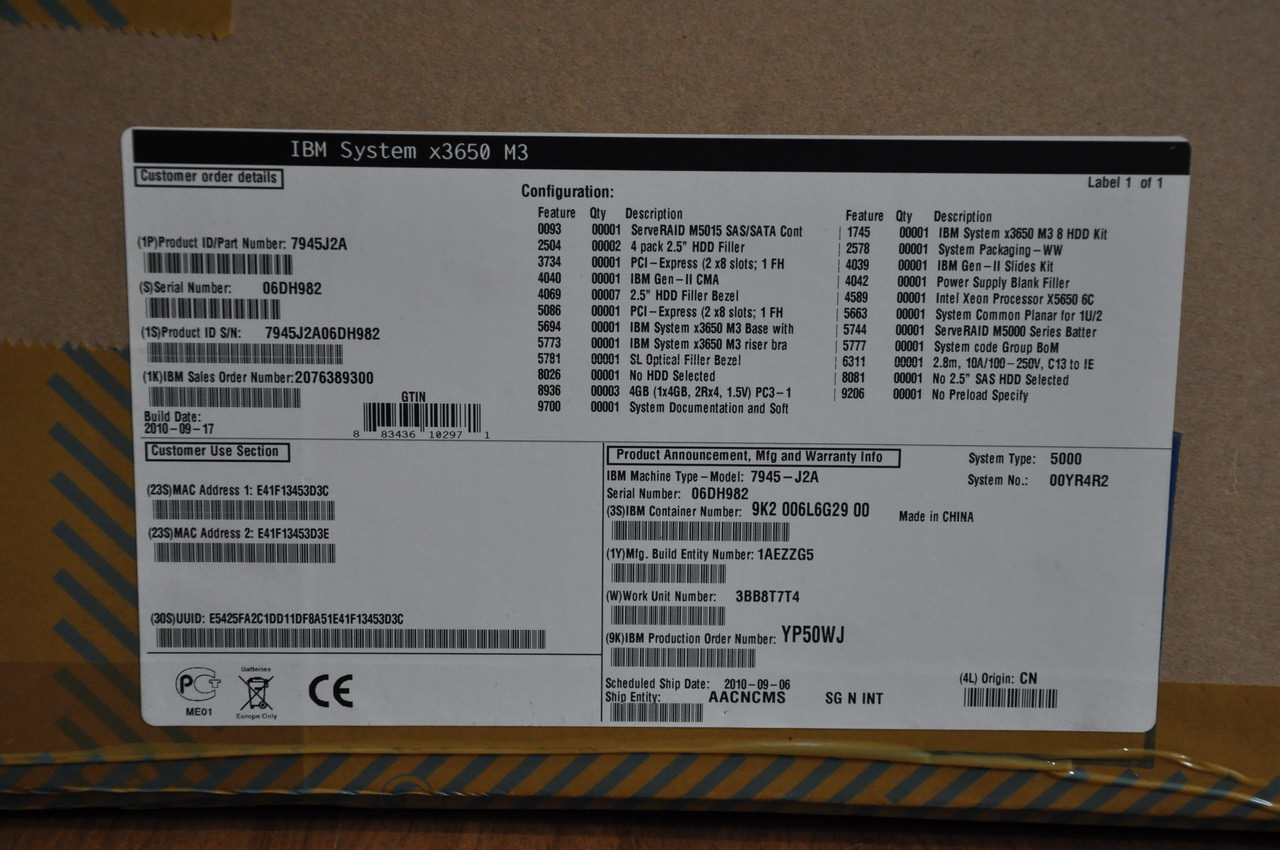 IBM System x3650 M3
Customer order details
Label 1 of 1
(1P)Product ID/Part Number: 7945J2A
(S)Serial Number: 06DH982
(1S)Product ID S/N: 7945J2A06DH982
(1K)IBM Sales Order Number:2076389300
Build Date:
2010-09-17
GTIN
8 83436 10297 1
Configuration:
Feature Qty Description
0093 00001 ServeRAID M5015 SAS/SATA Cont
2504 00002 4 pack 2.5" HDD Filler
3734 00001 PCI-Express (2 x8 slots; 1 FH
4040 00001 IBM Gen-II CMA
4069 00007 2.5" HDD Filler Bezel
5086 00001 PCI-Express (2 x8 slots; 1 FH
5694 00001 IBM System x3650 M3 Base with
5773 00001 IBM System x3650 M3 riser bra
5781 00001 SL Optical Filler Bezel
8026 00001 No HDD Selected
8936 00003 4GB (1x4GB, 2Rx4, 1.5V) PC3-1
9700 00001 System Documentation and Soft
Feature Qty Description
1745 00001 IBM System x3650 M3 8 HDD Kit
2578 00001 System Packaging-WW
4039 00001 IBM Gen-II Slides Kit
4042 00001 Power Supply Blank Filler
4589 00001 Intel Xeon Processor X5650 6C
5663 00001 System Common Planar for 1U/2
5744 00001 ServeRAID M5000 Series Batter
5777 00001 System code Group BoM
6311 00001 2.8m, 10A/100-250V, C13 to IE
8081 00001 No 2.5" SAS HDD Selected
9206 00001 No Preload Specify
Customer Use Section
(23S)MAC Address 1: E41F13453D3C
(23S)MAC Address 2: E41F13453D3E
(30S)UUID: E5425FA2C1DD11DF8A51E41F13453D3C
ME01
Batteries
Europe Only
CE
Product Announcement, Mfg and Warranty Info
IBM Machine Type-Model: 7945-J2A
Serial Number: 06DH982
(3S)IBM Container Number: 9K2 006L6G29 00
(1Y)Mfg. Build Entity Number: 1AEZZG5
(W)Work Unit Number: 3BB8T7T4
(9K)IBM Production Order Number: YP50WJ
Scheduled Ship Date: 2010-09-06
Ship Entity: AACNCMS SG N INT
System Type: 5000
System No.: 00YR4R2
Made in CHINA
(4L) Origin: CN